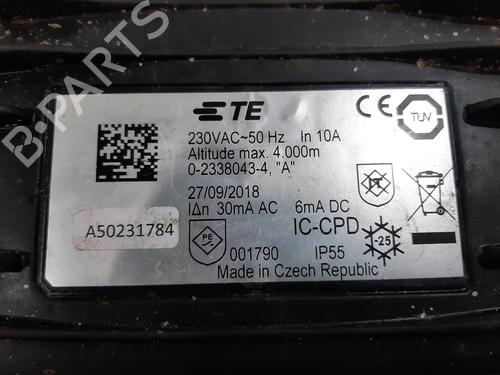 TE
CE
TÜV
230VAC~50 Hz In 10A
Altitude max. 4.000m
0-2338043-4, "A"
27/09/2018
IΔn 30mA AC 6mA DC
A50231784
PE
001790
IC-CPD
IP55
-25
Made in Czech Republic
B-Parts